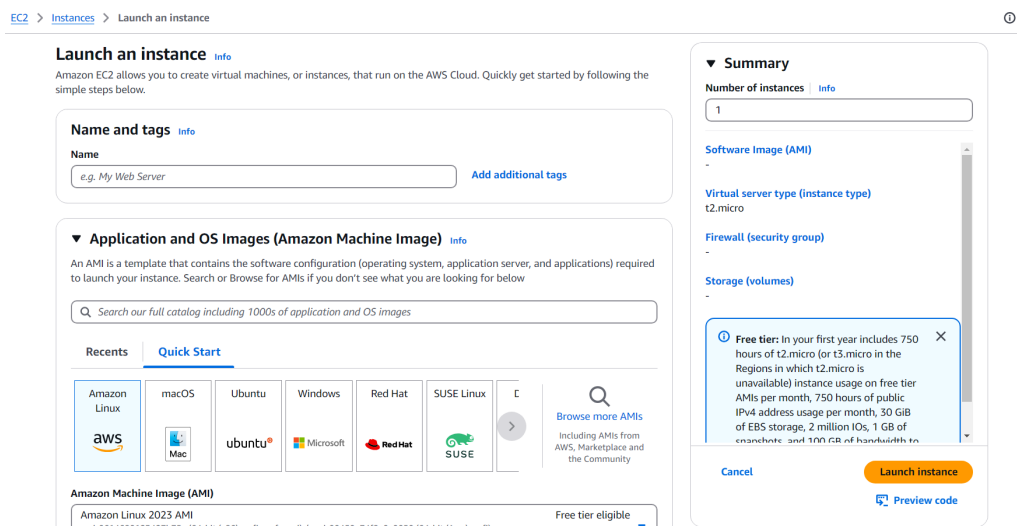 EC2 > Instances > Launch an instance
Launch an instance Info
Amazon EC2 allows you to create virtual machines, or instances, that run on the AWS Cloud. Quickly get started by following the
simple steps below.
Name and tags Info
Name
e.g. My Web Server
Add additional tags
Application and OS Images (Amazon Machine Image) Info
An AMI is a template that contains the software configuration (operating system, application server, and applications) required
to launch your instance. Search or Browse for AMIs if you don't see what you are looking for below
Search our full catalog including 1000s of application and OS images
Recents
Quick Start
Amazon
Linux
aws
macOS
Mac
Ubuntu
ubuntu®
Windows
Microsoft
Red Hat
Red Hat
SUSE Linux
SUSE
Browse more AMIs
Including AMIs from
AWS, Marketplace and
the Community
Amazon Machine Image (AMI)
Amazon Linux 2023 AMI
Free tier eligible
Summary
Number of instances Info
1
Software Image (AMI)
-
Virtual server type (instance type)
t2.micro
Firewall (security group)
-
Storage (volumes)
-
Free tier: In your first year includes 750
hours of t2.micro (or t3.micro in the
Regions in which t2.micro is
unavailable) instance usage on free tier
AMIs per month, 750 hours of public
IPv4 address usage per month, 30 GiB
of EBS storage, 2 million IOs, 1 GB of
snapshots, and 100 GB of bandwidth to
Cancel
Launch instance
Preview code